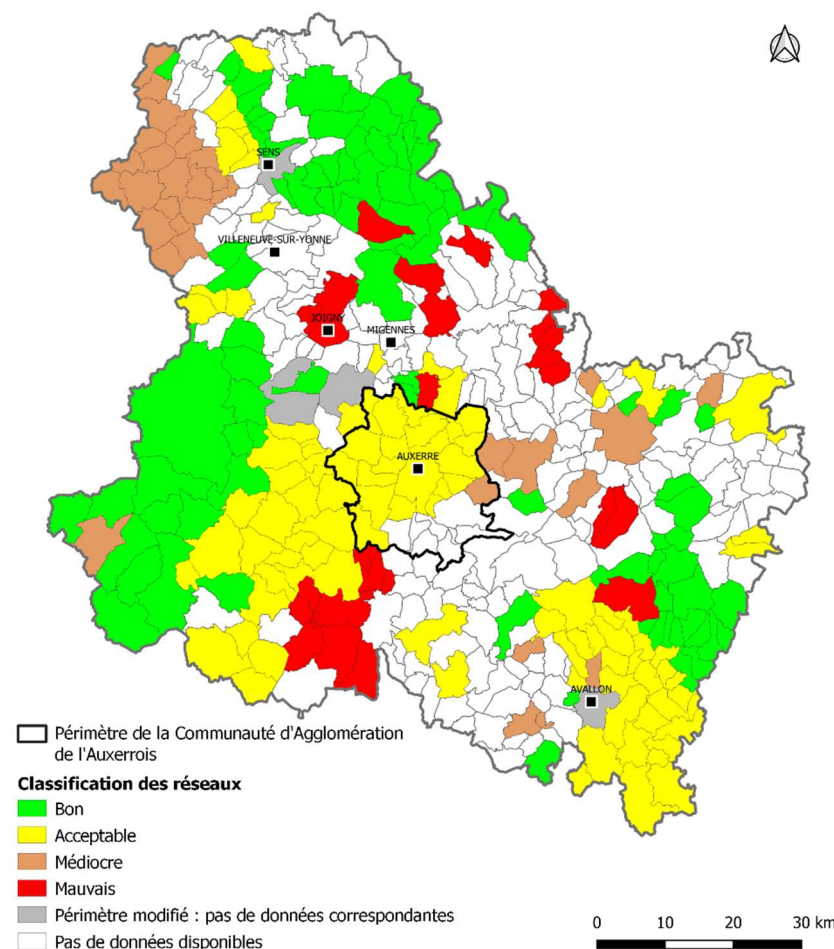 SENS
VILLENEUVE-SUR-YONNE
JOIGNY
MIGENNES
AUXERRE
AVALLON
Périmètre de la Communauté d'Agglomération
de l'Auxerrois
Classification des réseaux
Bon
Acceptable
Médiocre
Mauvais
Périmètre modifié : pas de données correspondantes
Pas de données disponibles
0 10 20 30 km